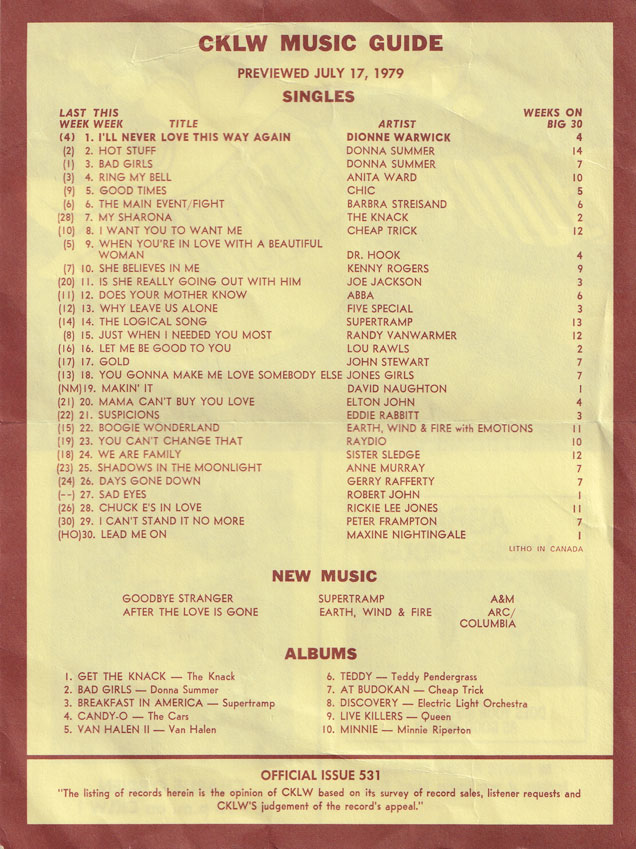 CKLW MUSIC GUIDE
PREVIEWED JULY 17, 1979
SINGLES
LAST THIS WEEKS ON
WEEK WEEK TITLE ARTIST BIG 30
(4) 1. I'LL NEVER LOVE THIS WAY AGAIN DIONNE WARWICK 4
(2) 2. HOT STUFF DONNA SUMMER 14
(1) 3. BAD GIRLS DONNA SUMMER 7
(3) 4. RING MY BELL ANITA WARD 10
(9) 5. GOOD TIMES CHIC 5
(6) 6. THE MAIN EVENT/FIGHT BARBRA STREISAND 6
(28) 7. MY SHARONA THE KNACK 2
(10) 8. I WANT YOU TO WANT ME CHEAP TRICK 12
(5) 9. WHEN YOU'RE IN LOVE WITH A BEAUTIFUL
WOMAN DR. HOOK 4
(7) 10. SHE BELIEVES IN ME KENNY ROGERS 9
(20) 11. IS SHE REALLY GOING OUT WITH HIM JOE JACKSON 3
(11) 12. DOES YOUR MOTHER KNOW ABBA 6
(12) 13. WHY LEAVE US ALONE FIVE SPECIAL 3
(14) 14. THE LOGICAL SONG SUPERTRAMP 13
(8) 15. JUST WHEN I NEEDED YOU MOST RANDY VANWARMER 12
(16) 16. LET ME BE GOOD TO YOU LOU RAWLS 2
(17) 17. GOLD JOHN STEWART 7
(13) 18. YOU GONNA MAKE ME LOVE SOMEBODY ELSE JONES GIRLS 7
(NM)19. MAKIN' IT DAVID NAUGHTON 1
(21) 20. MAMA CAN'T BUY YOU LOVE ELTON JOHN 4
(22) 21. SUSPICIONS EDDIE RABBITT 3
(15) 22. BOOGIE WONDERLAND EARTH, WIND & FIRE with EMOTIONS 11
(19) 23. YOU CAN'T CHANGE THAT RAYDIO 10
(18) 24. WE ARE FAMILY SISTER SLEDGE 12
(23) 25. SHADOWS IN THE MOONLIGHT ANNE MURRAY 7
(24) 26. DAYS GONE DOWN GERRY RAFFERTY 7
(--) 27. SAD EYES ROBERT JOHN 1
(26) 28. CHUCK E'S IN LOVE RICKIE LEE JONES 11
(30) 29. I CAN'T STAND IT NO MORE PETER FRAMPTON 7
(HO)30. LEAD ME ON MAXINE NIGHTINGALE 1
LITHO IN CANADA
NEW MUSIC
GOODBYE STRANGER SUPERTRAMP A&M
AFTER THE LOVE IS GONE EARTH, WIND & FIRE ARC/
COLUMBIA
ALBUMS
1. GET THE KNACK — The Knack
2. BAD GIRLS — Donna Summer
3. BREAKFAST IN AMERICA — Supertramp
4. CANDY-O — The Cars
5. VAN HALEN II — Van Halen
6. TEDDY — Teddy Pendergrass
7. AT BUDOKAN — Cheap Trick
8. DISCOVERY — Electric Light Orchestra
9. LIVE KILLERS — Queen
10. MINNIE — Minnie Riperton
OFFICIAL ISSUE 531
"The listing of records herein is the opinion of CKLW based on its survey of record sales, listener requests and
CKLW'S judgement of the record's appeal."